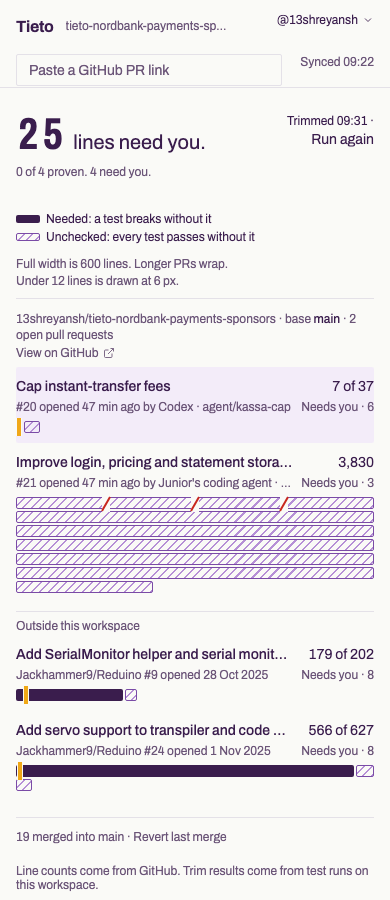 Tieto tieto-nordbank-payments-sp... @13shreyansh
Paste a GitHub PR link Synced 09:22
25 lines need you. Trimmed 09:31 ·
Run again
0 of 4 proven. 4 need you.
Needed: a test breaks without it
Unchecked: every test passes without it
Full width is 600 lines. Longer PRs wrap.
Under 12 lines is drawn at 6 px.
13shreyansh/tieto-nordbank-payments-sponsors · base main · 2
open pull requests
View on GitHub
Cap instant-transfer fees 7 of 37
#20 opened 47 min ago by Codex · agent/kassa-cap Needs you · 6
Improve login, pricing and statement stora... 3,830
#21 opened 47 min ago by Junior's coding agent · ... Needs you · 3
Outside this workspace
Add SerialMonitor helper and serial monit... 179 of 202
Jackhammer9/Reduino #9 opened 28 Oct 2025 Needs you · 8
Add servo support to transpiler and code ... 566 of 627
Jackhammer9/Reduino #24 opened 1 Nov 2025 Needs you · 8
19 merged into main · Revert last merge
Line counts come from GitHub. Trim results come from test runs on
this workspace.